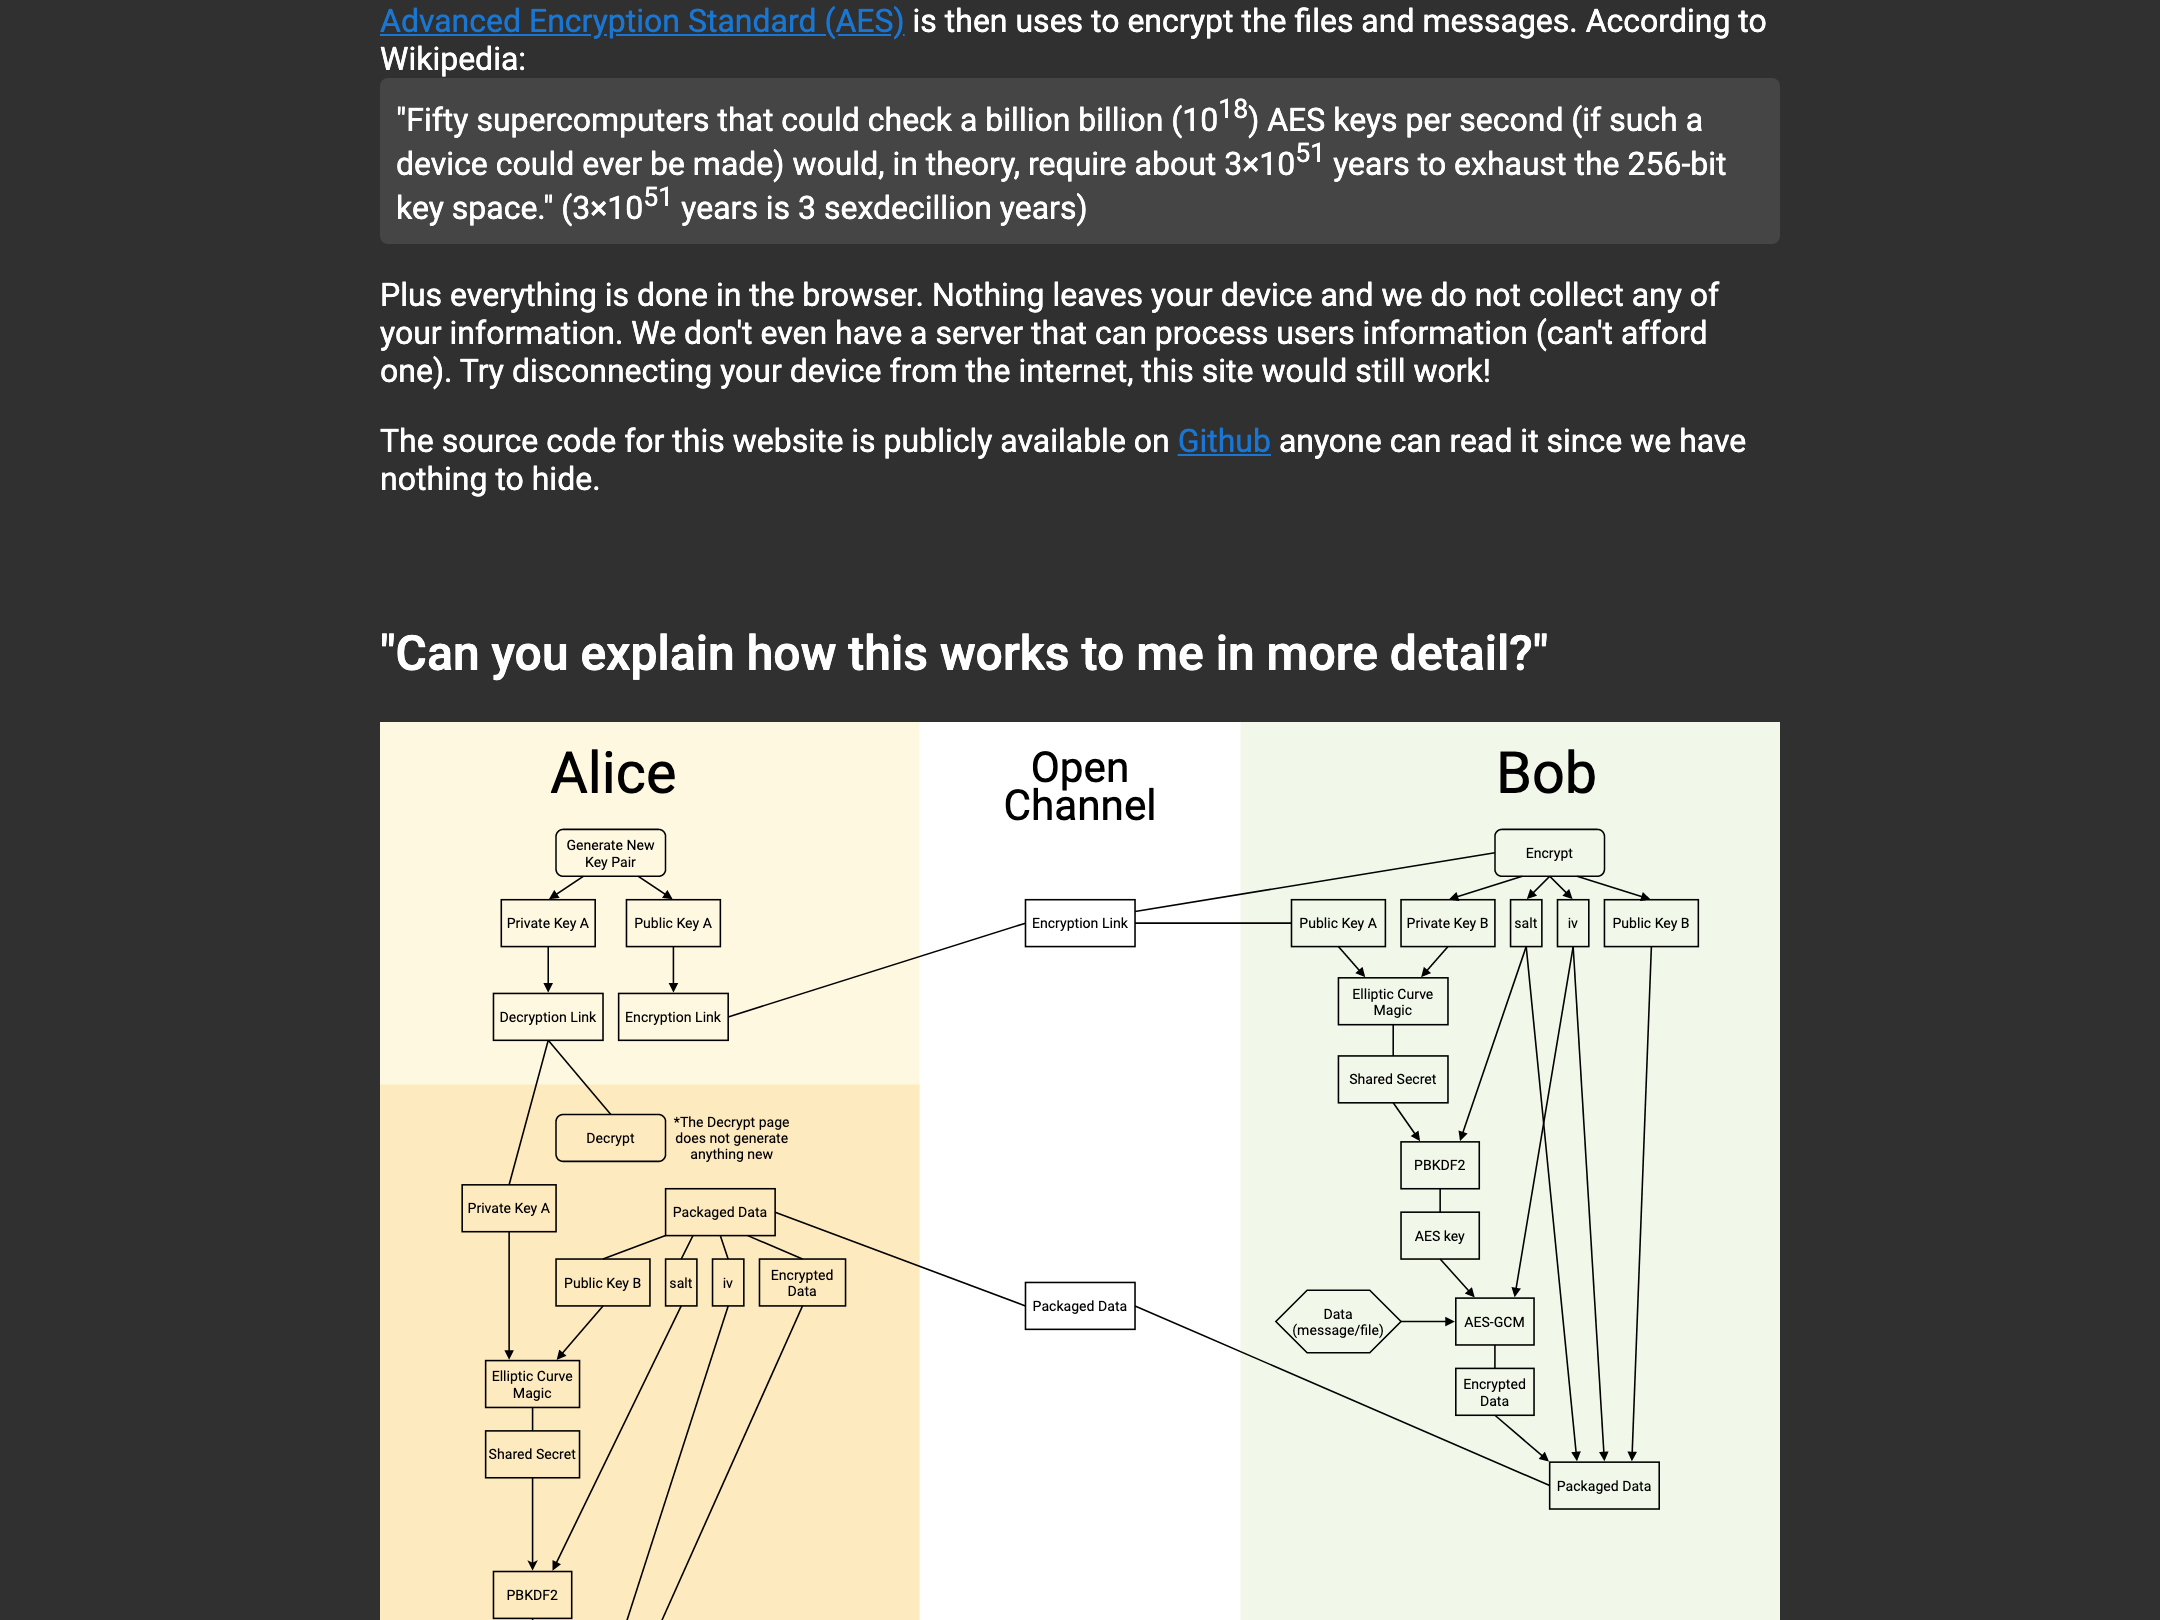 Advanced Encryption Standard (AES) is then uses to encrypt the files and messages. According to
Wikipedia:
"Fifty supercomputers that could check a billion billion (10^18) AES keys per second (if such a
device could ever be made) would, in theory, require about 3×10^51 years to exhaust the 256-bit
key space." (3×10^51 years is 3 sexdecillion years)
Plus everything is done in the browser. Nothing leaves your device and we do not collect any of
your information. We don't even have a server that can process users information (can't afford
one). Try disconnecting your device from the internet, this site would still work!
The source code for this website is publicly available on Github anyone can read it since we have
nothing to hide.
"Can you explain how this works to me in more detail?"
Alice
Generate New
Key Pair
Private Key A
Public Key A
Decryption Link
Encryption Link
Decrypt
*The Decrypt page
does not generate
anything new
Private Key A
Packaged Data
Public Key B
salt
iv
Encrypted
Data
Elliptic Curve
Magic
Shared Secret
PBKDF2
Open
Channel
Encryption Link
Packaged Data
Bob
Encrypt
Public Key A
Private Key B
salt
iv
Public Key B
Elliptic Curve
Magic
Shared Secret
PBKDF2
AES key
Data
(message/file)
AES-GCM
Encrypted
Data
Packaged Data